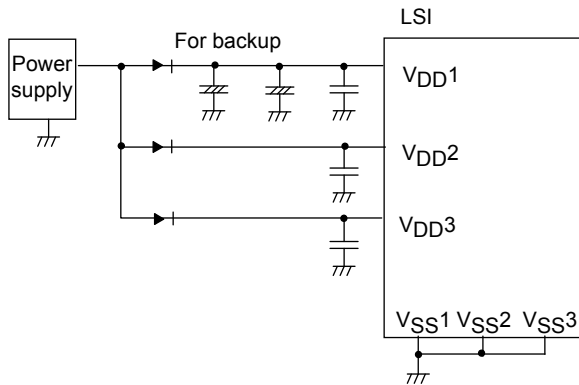 LSI
For backup
Power
supply
VDD1
VDD2
VDD3
VSS1 VSS2 VSS3